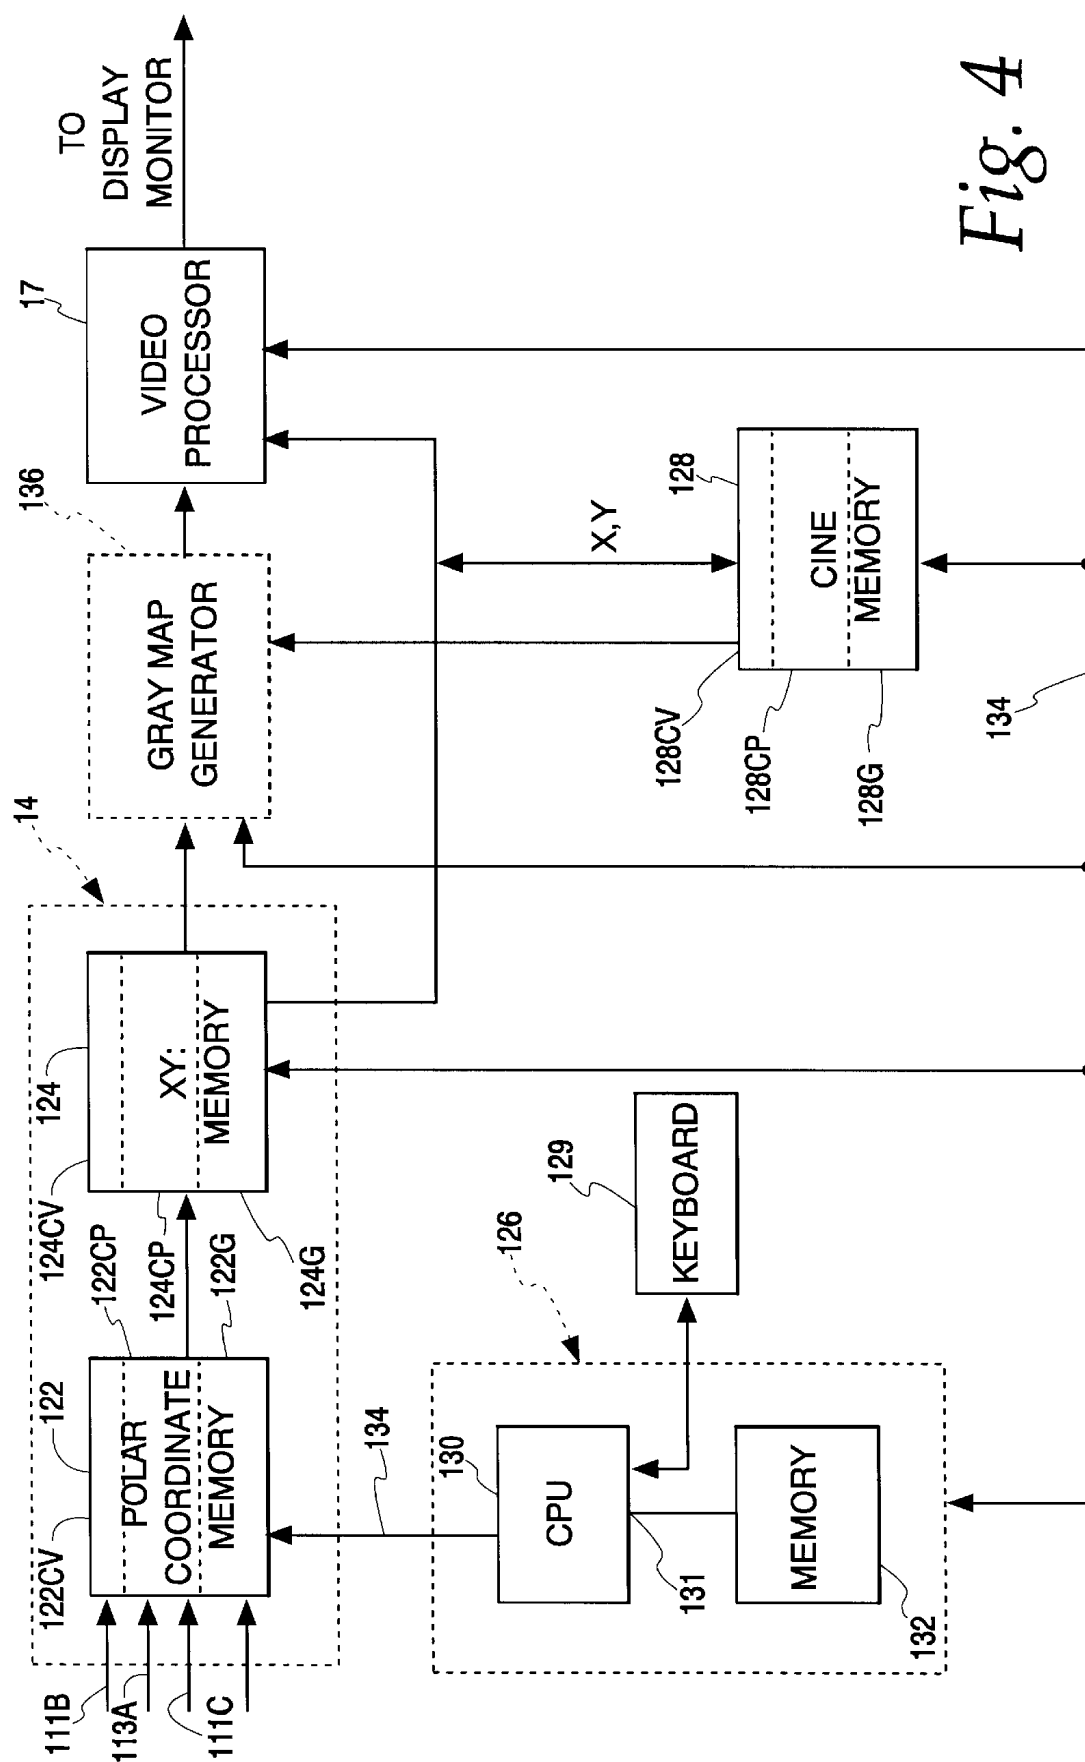 TO
DISPLAY
MONITOR
17
VIDEO
PROCESSOR
136
GRAY MAP
GENERATOR
14
124
124CV
XY:
MEMORY
124CP
124G
122
122CV
122CP
122G
POLAR
COORDINATE
MEMORY
111B
113A
111C
134
126
130
CPU
131
MEMORY
132
129
KEYBOARD
X,Y
128
CINE
MEMORY
128CV
128CP
128G
134
Fig. 4